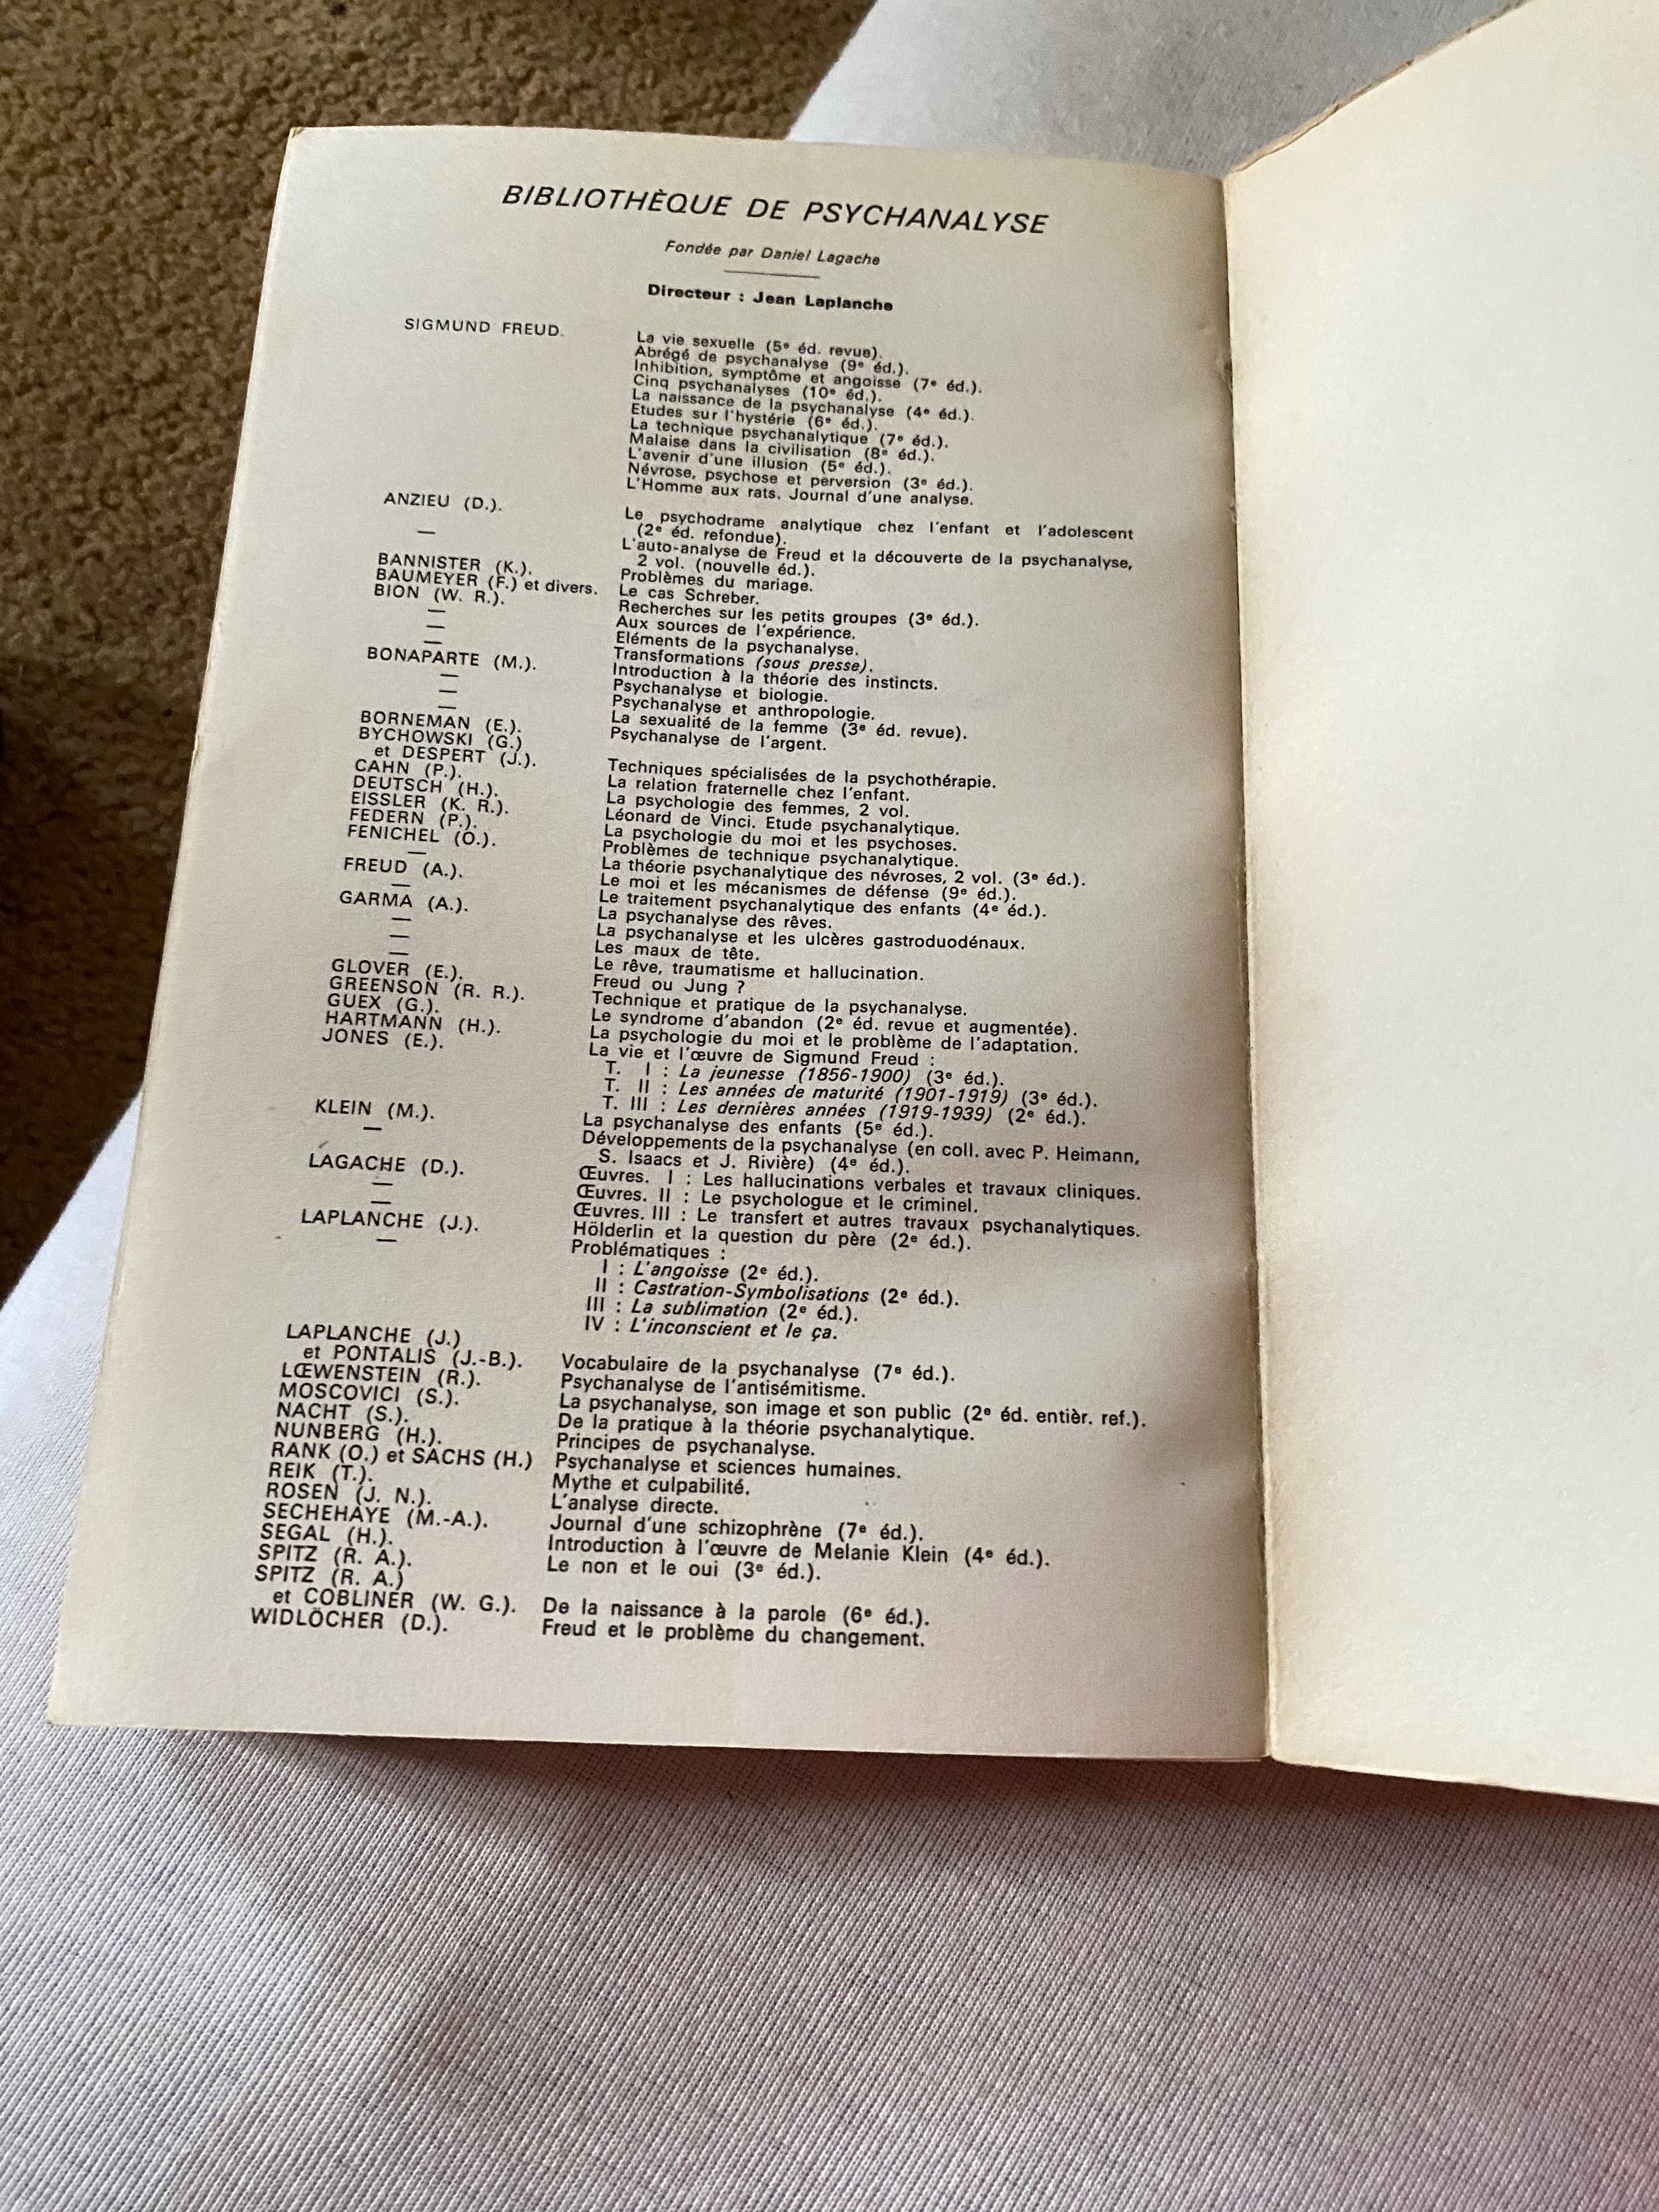 BIBLIOTHÈQUE DE PSYCHANALYSE
Fondée par Daniel Lagache
Directeur : Jean Laplanche
SIGMUND FREUD. La vie sexuelle (5e éd. revue).
Abrégé de psychanalyse (9e éd.).
Inhibition, symptôme et angoisse (7e éd.).
Cinq psychanalyses (10e éd.).
La naissance de la psychanalyse (4e éd.).
Etudes sur l'hystérie (6e éd.).
La technique psychanalytique (7e éd.).
Malaise dans la civilisation (8e éd.).
L'avenir d'une illusion (5e éd.).
Névrose, psychose et perversion (3e éd.).
L'Homme aux rats. Journal d'une analyse.
ANZIEU (D.). Le psychodrame analytique chez l'enfant et l'adolescent
(2e éd. refondue).
— L'auto-analyse de Freud et la découverte de la psychanalyse,
2 vol. (nouvelle éd.).
BANNISTER (K.). Problèmes du mariage.
BAUMEYER (F.) et divers. Le cas Schreber.
BION (W. R.). Recherches sur les petits groupes (3e éd.).
— Aux sources de l'expérience.
— Eléments de la psychanalyse.
— Transformations (sous presse).
BONAPARTE (M.). Introduction à la théorie des instincts.
— Psychanalyse et biologie.
— Psychanalyse et anthropologie.
— La sexualité de la femme (3e éd. revue).
BORNEMAN (E.). Psychanalyse de l'argent.
BYCHOWSKI (G.)
et DESPERT (J.). Techniques spécialisées de la psychothérapie.
CAHN (P.). La relation fraternelle chez l'enfant.
DEUTSCH (H.). La psychologie des femmes, 2 vol.
EISSLER (K. R.). Léonard de Vinci. Etude psychanalytique.
FEDERN (P.). La psychologie du moi et les psychoses.
FENICHEL (O.). Problèmes de technique psychanalytique.
— La théorie psychanalytique des névroses, 2 vol. (3e éd.).
FREUD (A.). Le moi et les mécanismes de défense (9e éd.).
— Le traitement psychanalytique des enfants (4e éd.).
GARMA (A.). La psychanalyse des rêves.
— La psychanalyse et les ulcères gastroduodénaux.
— Les maux de tête.
— Le rêve, traumatisme et hallucination.
GLOVER (E.). Freud ou Jung ?
GREENSON (R. R.). Technique et pratique de la psychanalyse.
GUEX (G.). Le syndrome d'abandon (2e éd. revue et augmentée).
HARTMANN (H.). La psychologie du moi et le problème de l'adaptation.
JONES (E.). La vie et l'œuvre de Sigmund Freud :
T. I : La jeunesse (1856-1900) (3e éd.).
T. II : Les années de maturité (1901-1919) (3e éd.).
T. III : Les dernières années (1919-1939) (2e éd.).
KLEIN (M.). La psychanalyse des enfants (5e éd.).
— Développements de la psychanalyse (en coll. avec P. Heimann,
S. Isaacs et J. Rivière) (4e éd.).
LAGACHE (D.). Œuvres. I : Les hallucinations verbales et travaux cliniques.
— Œuvres. II : Le psychologue et le criminel.
— Œuvres. III : Le transfert et autres travaux psychanalytiques.
LAPLANCHE (J.). Hölderlin et la question du père (2e éd.).
— Problématiques :
I : L'angoisse (2e éd.).
II : Castration-Symbolisations (2e éd.).
III : La sublimation (2e éd.).
IV : L'inconscient et le ça.
LAPLANCHE (J.)
et PONTALIS (J.-B.). Vocabulaire de la psychanalyse (7e éd.).
LŒWENSTEIN (R.). Psychanalyse de l'antisémitisme.
MOSCOVICI (S.). La psychanalyse, son image et son public (2e éd. entièr. ref.).
NACHT (S.). De la pratique à la théorie psychanalytique.
NUNBERG (H.). Principes de psychanalyse.
RANK (O.) et SACHS (H.) Psychanalyse et sciences humaines.
REIK (T.). Mythe et culpabilité.
ROSEN (J. N.). L'analyse directe.
SECHEHAYE (M.-A.). Journal d'une schizophrène (7e éd.).
SEGAL (H.). Introduction à l'œuvre de Melanie Klein (4e éd.).
SPITZ (R. A.). Le non et le oui (3e éd.).
SPITZ (R. A.)
et COBLINER (W. G.). De la naissance à la parole (6e éd.).
WIDLÖCHER (D.). Freud et le problème du changement.